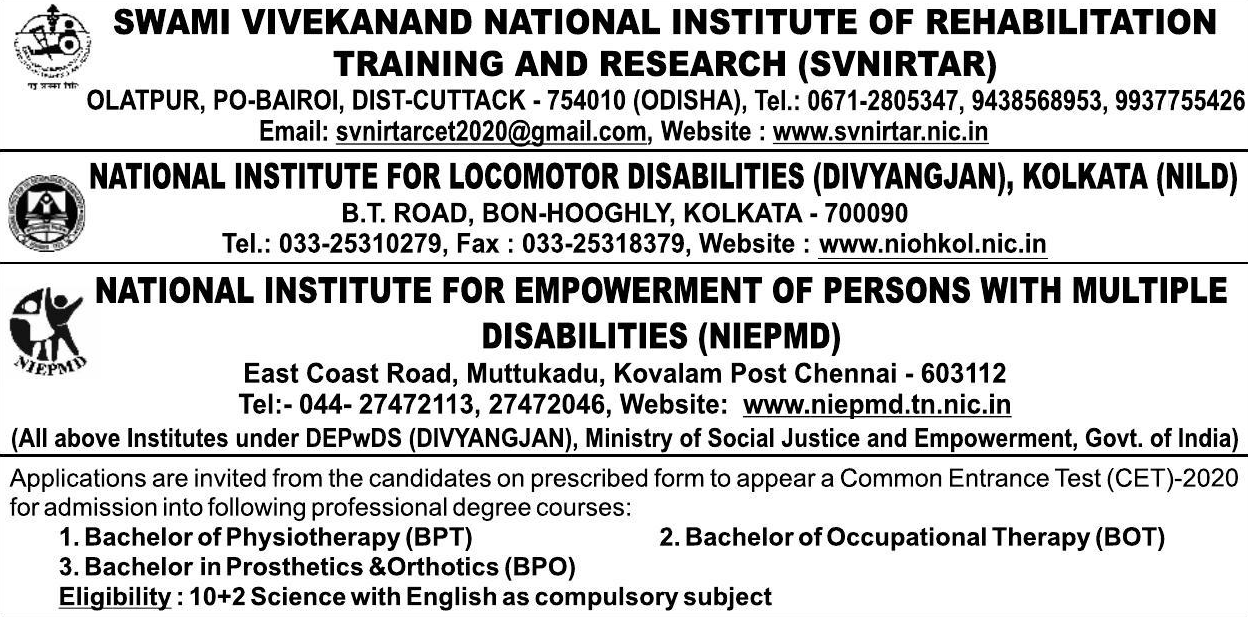 SWAMI VIVEKANAND NATIONAL INSTITUTE OF REHABILITATION
TRAINING AND RESEARCH (SVNIRTAR)
OLATPUR, PO-BAIROI, DIST-CUTTACK - 754010 (ODISHA), Tel.: 0671-2805347, 9438568953, 9937755426
Email: svnirtarcet2020@gmail.com, Website : www.svnirtar.nic.in
NATIONAL INSTITUTE FOR LOCOMOTOR DISABILITIES (DIVYANGJAN), KOLKATA (NILD)
B.T. ROAD, BON-HOOGHLY, KOLKATA - 700090
Tel.: 033-25310279, Fax : 033-25318379, Website : www.niohkol.nic.in
NIEPMD
NATIONAL INSTITUTE FOR EMPOWERMENT OF PERSONS WITH MULTIPLE
DISABILITIES (NIEPMD)
East Coast Road, Muttukadu, Kovalam Post Chennai - 603112
Tel:- 044- 27472113, 27472046, Website: www.niepmd.tn.nic.in
(All above Institutes under DEPwDS (DIVYANGJAN), Ministry of Social Justice and Empowerment, Govt. of India)
Applications are invited from the candidates on prescribed form to appear a Common Entrance Test (CET)-2020
for admission into following professional degree courses:
1. Bachelor of Physiotherapy (BPT) 2. Bachelor of Occupational Therapy (BOT)
3. Bachelor in Prosthetics &Orthotics (BPO)
Eligibility : 10+2 Science with English as compulsory subject